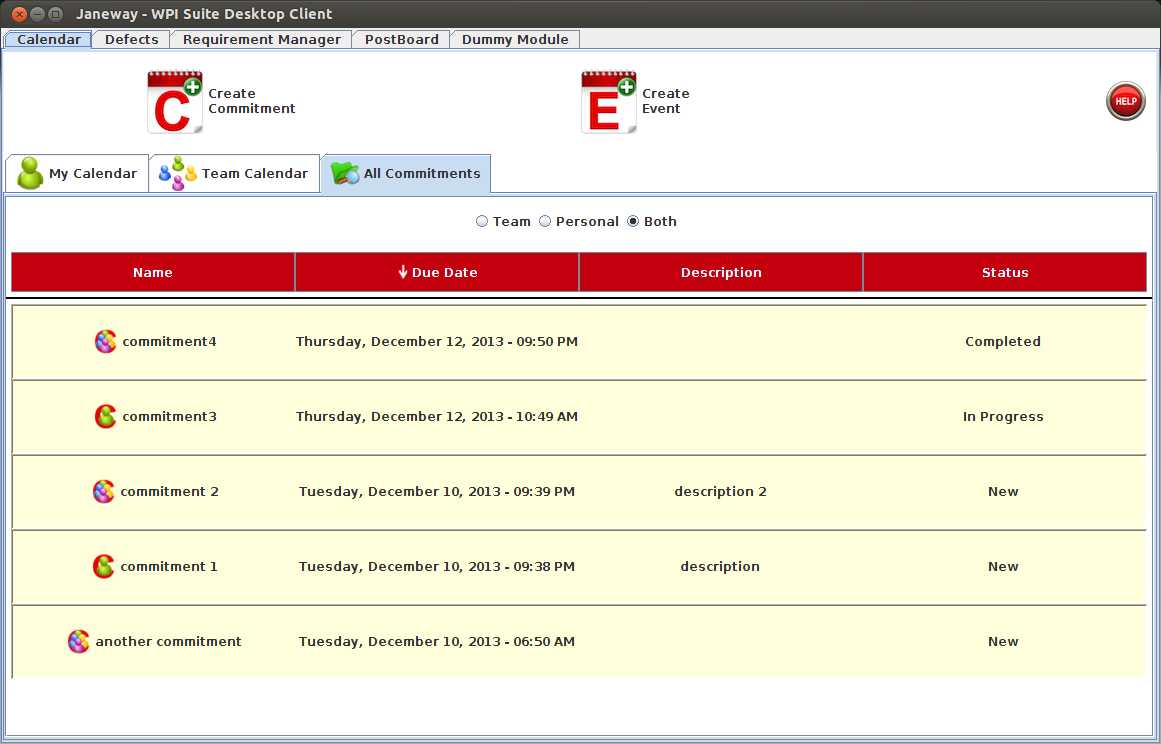 Janeway - WPI Suite Desktop Client
Calendar Defects Requirement Manager PostBoard Dummy Module
C Create Commitment
E Create Event
HELP
My Calendar Team Calendar All Commitments
Team Personal Both
Name Due Date Description Status
commitment4 Thursday, December 12, 2013 - 09:50 PM Completed
commitment3 Thursday, December 12, 2013 - 10:49 AM In Progress
commitment 2 Tuesday, December 10, 2013 - 09:39 PM description 2 New
commitment 1 Tuesday, December 10, 2013 - 09:38 PM description New
another commitment Tuesday, December 10, 2013 - 06:50 AM New